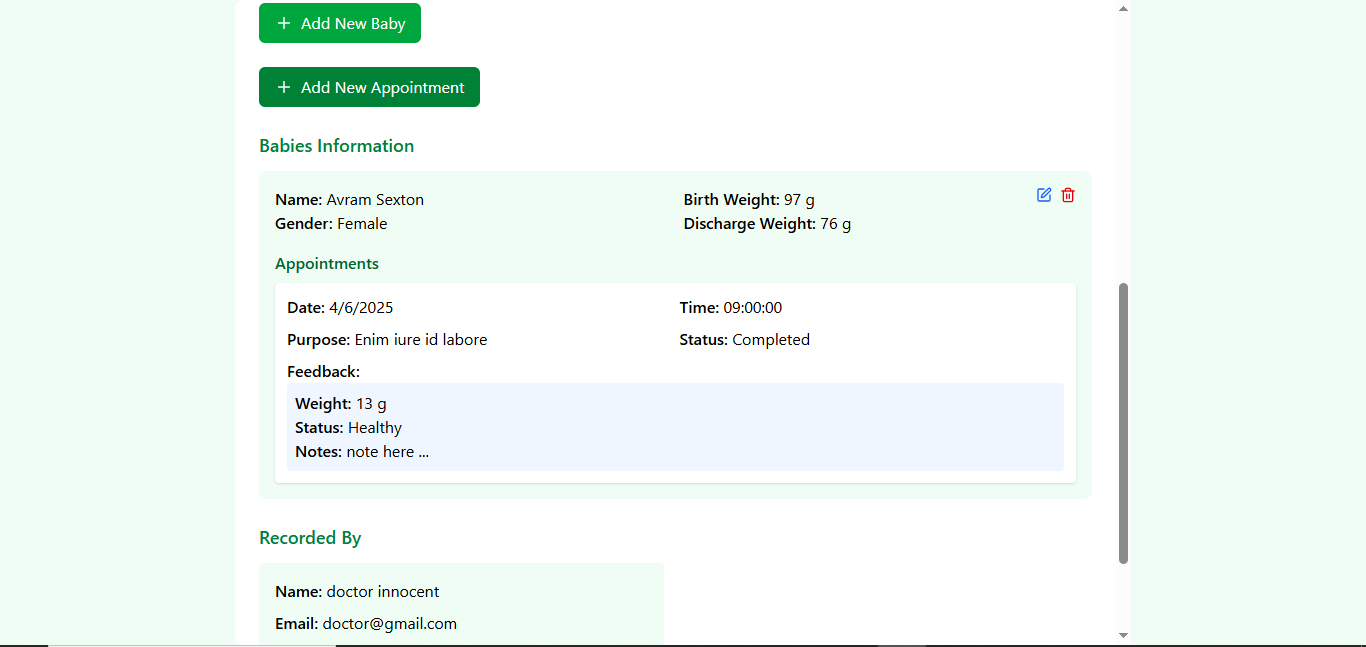 + Add New Baby
+ Add New Appointment
Babies Information
Name: Avram Sexton
Birth Weight: 97 g
Gender: Female
Discharge Weight: 76 g
Appointments
Date: 4/6/2025
Time: 09:00:00
Purpose: Enim iure id labore
Status: Completed
Feedback:
Weight: 13 g
Status: Healthy
Notes: note here ...
Recorded By
Name: doctor innocent
Email: doctor@gmail.com